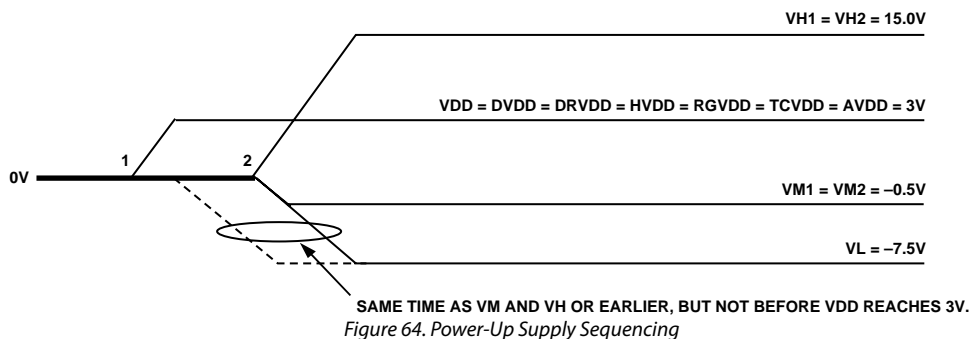 VH1 = VH2 = 15.0V
VDD = DVDD = DRVDD = HVDD = RGVDD = TCVDD = AVDD = 3V
1
2
0V
VM1 = VM2 = –0.5V
VL = –7.5V
SAME TIME AS VM AND VH OR EARLIER, BUT NOT BEFORE VDD REACHES 3V.
Figure 64. Power-Up Supply Sequencing